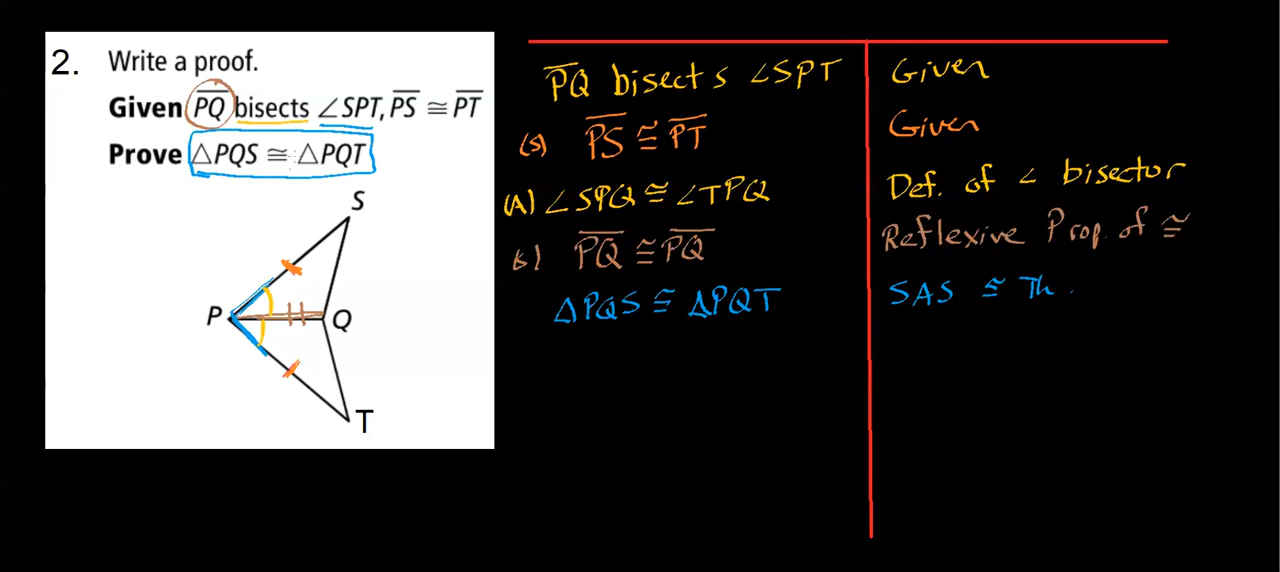 2. Write a proof.
Given PQ bisects ∠SPT, PS ≅ PT
Prove △PQS ≅ △PQT
S
P
Q
T
PQ bisects ∠SPT Given
(S) PS ≅ PT Given
(A) ∠SPQ ≅ ∠TPQ Def. of ∠ bisector
(S) PQ ≅ PQ Reflexive Prop. of ≅
△PQS ≅ △PQT SAS ≅ Th.